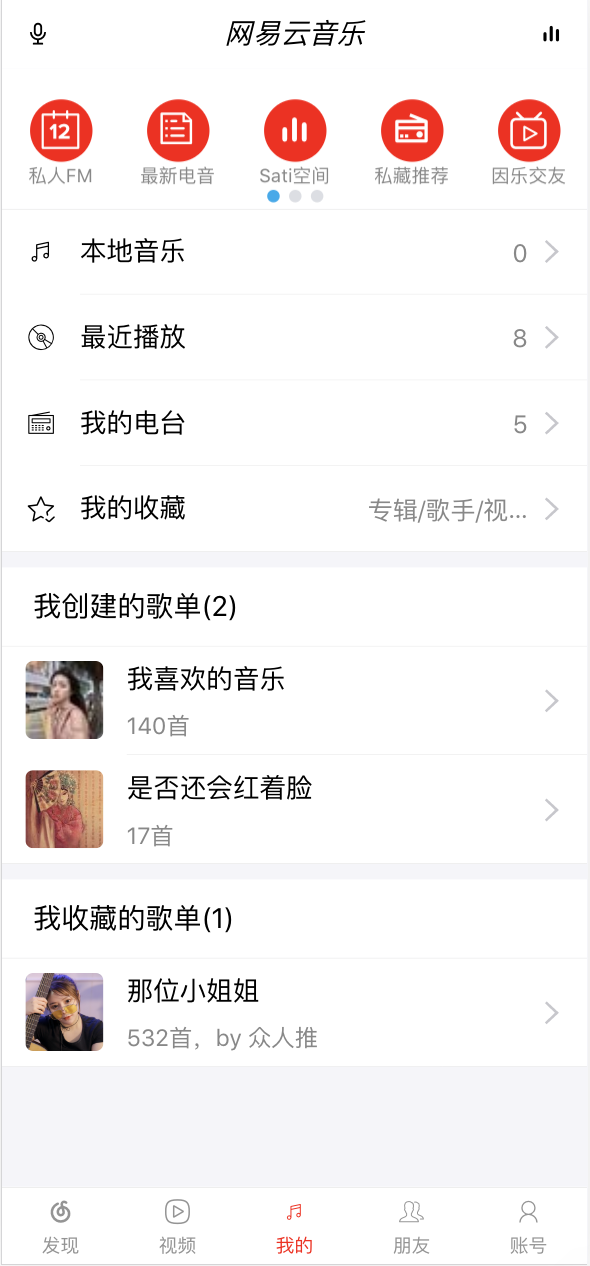 网易云音乐
12
私人FM
最新电音
Sati空间
私藏推荐
因乐交友
本地音乐 0
最近播放 8
我的电台 5
我的收藏 专辑/歌手/视...
我创建的歌单(2)
我喜欢的音乐
140首
是否还会红着脸
17首
我收藏的歌单(1)
那位小姐姐
532首，by 众人推
发现
视频
我的
朋友
账号